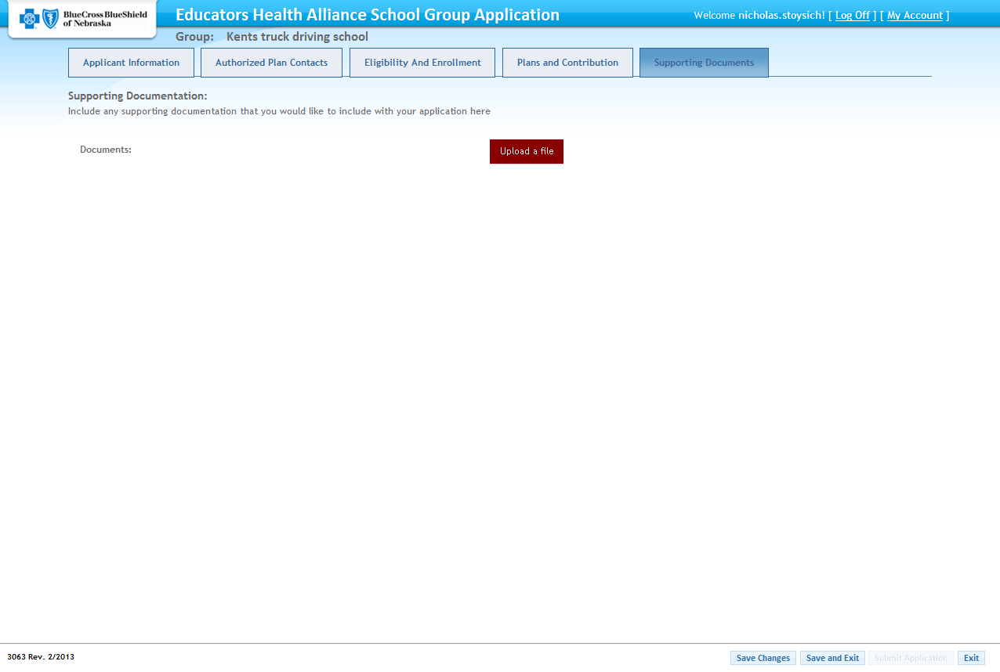 BlueCross BlueShield
of Nebraska
Educators Health Alliance School Group Application
Welcome nicholas.stoysich! [ Log Off ] [ My Account ]
Group: Kents truck driving school
Applicant Information
Authorized Plan Contacts
Eligibility And Enrollment
Plans and Contribution
Supporting Documents
Supporting Documentation:
Include any supporting documentation that you would like to include with your application here
Documents:
Upload a file
3063 Rev. 2/2013
Save Changes
Save and Exit
Submit Application
Exit